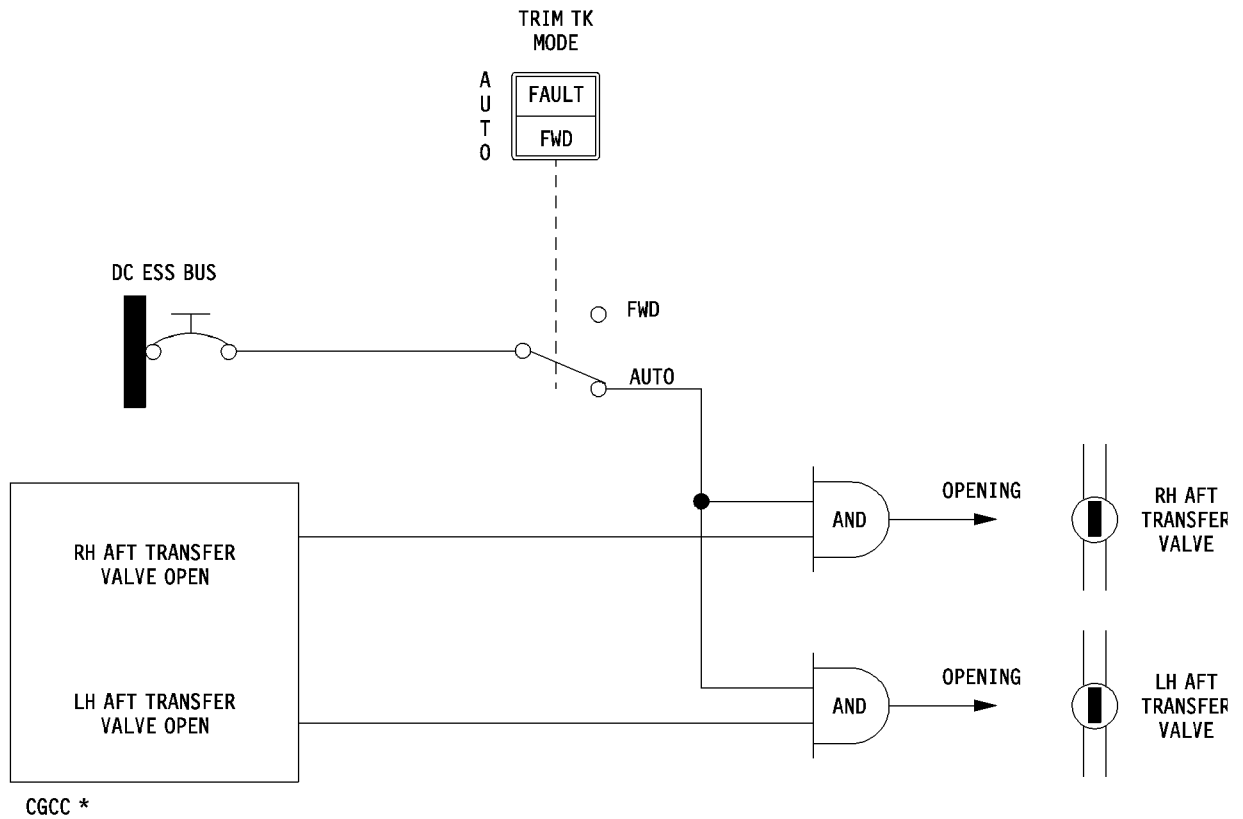 TRIM TK
MODE
A
U
T
O
FAULT
FWD
DC ESS BUS
FWD
AUTO
RH AFT TRANSFER
VALVE OPEN
AND
OPENING
RH AFT
TRANSFER
VALVE
LH AFT TRANSFER
VALVE OPEN
AND
OPENING
LH AFT
TRANSFER
VALVE
CGCC *